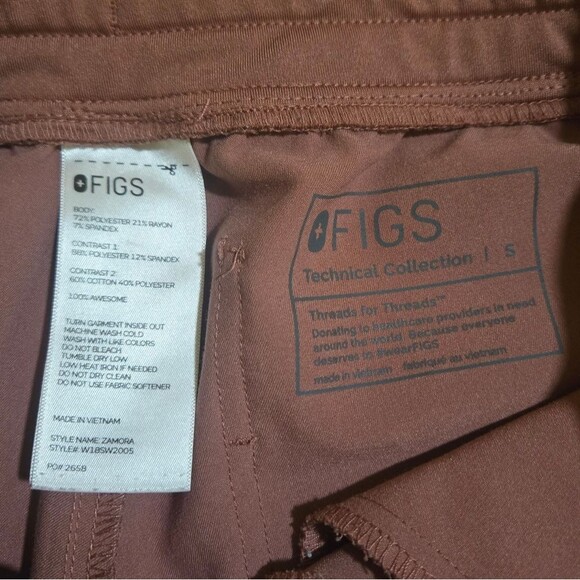 FIGS
BODY:
72% POLYESTER 21% RAYON
7% SPANDEX
CONTRAST 1:
88% POLYESTER 12% SPANDEX
CONTRAST 2:
60% COTTON 40% POLYESTER
100% AWESOME
TURN GARMENT INSIDE OUT
MACHINE WASH COLD
WASH WITH LIKE COLORS
DO NOT BLEACH
TUMBLE DRY LOW
LOW HEAT IRON IF NEEDED
DO NOT DRY CLEAN
DO NOT USE FABRIC SOFTENER
MADE IN VIETNAM
STYLE NAME: ZAMORA
STYLE#: W18SW2005
PO# 2658
FIGS
Technical Collection | S
Threads for Threads™
Donating to healthcare providers in need
around the world. Because everyone
deserves to #wearFIGS
made in vietnam fabriqué au vietnam